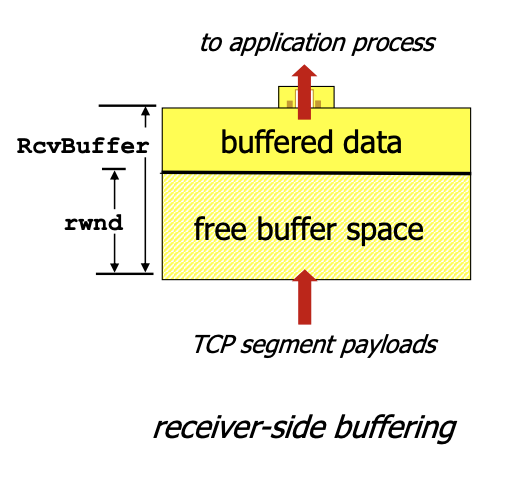 to application process
RcvBuffer
buffered data
rwnd
free buffer space
TCP segment payloads
receiver-side buffering